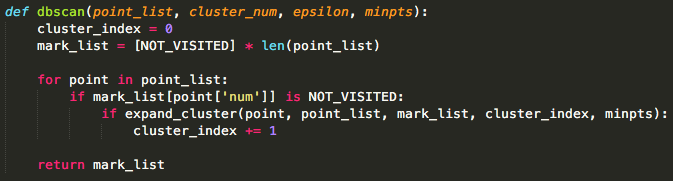 def dbscan(point_list, cluster_num, epsilon, minpts):
    cluster_index = 0
    mark_list = [NOT_VISITED] * len(point_list)

    for point in point_list:
        if mark_list[point['num']] is NOT_VISITED:
            if expand_cluster(point, point_list, mark_list, cluster_index, minpts):
                cluster_index += 1

    return mark_list